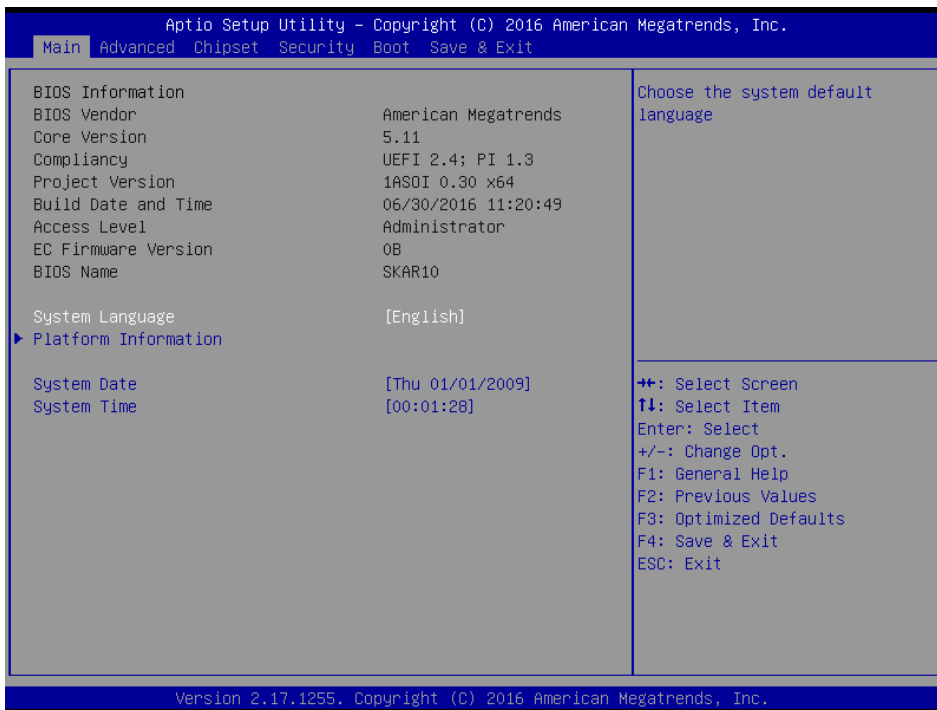 Aptio Setup Utility – Copyright (C) 2016 American Megatrends, Inc.
Main Advanced Chipset Security Boot Save & Exit
BIOS Information
BIOS Vendor American Megatrends
Core Version 5.11
Compliancy UEFI 2.4; PI 1.3
Project Version 1ASOI 0.30 x64
Build Date and Time 06/30/2016 11:20:49
Access Level Administrator
EC Firmware Version 0B
BIOS Name SKAR10
System Language [English]
▶ Platform Information
System Date [Thu 01/01/2009]
System Time [00:01:28]
Choose the system default
language
→←: Select Screen
↑↓: Select Item
Enter: Select
+/-: Change Opt.
F1: General Help
F2: Previous Values
F3: Optimized Defaults
F4: Save & Exit
ESC: Exit
Version 2.17.1255. Copyright (C) 2016 American Megatrends, Inc.